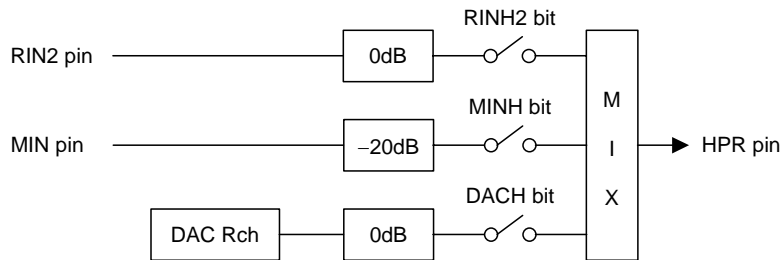 RINH2 bit
RIN2 pin
0dB
MINH bit
MIN pin
−20dB
DACH bit
DAC Rch
0dB
M
I
X
HPR pin